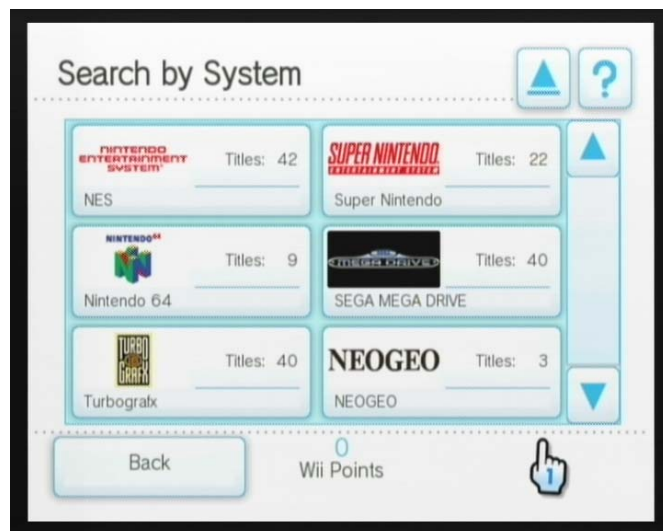 Search by System
?
NINTENDO
ENTERTAINMENT
SYSTEM
Titles: 42
NES
SUPER NINTENDO
ENTERTAINMENT SYSTEM
Titles: 22
Super Nintendo
NINTENDO 64
Titles: 9
Nintendo 64
MEGA DRIVE
Titles: 40
SEGA MEGA DRIVE
TURBO
GRAFX
Titles: 40
Turbografx
NEOGEO
Titles: 3
NEOGEO
Back
0
Wii Points
1